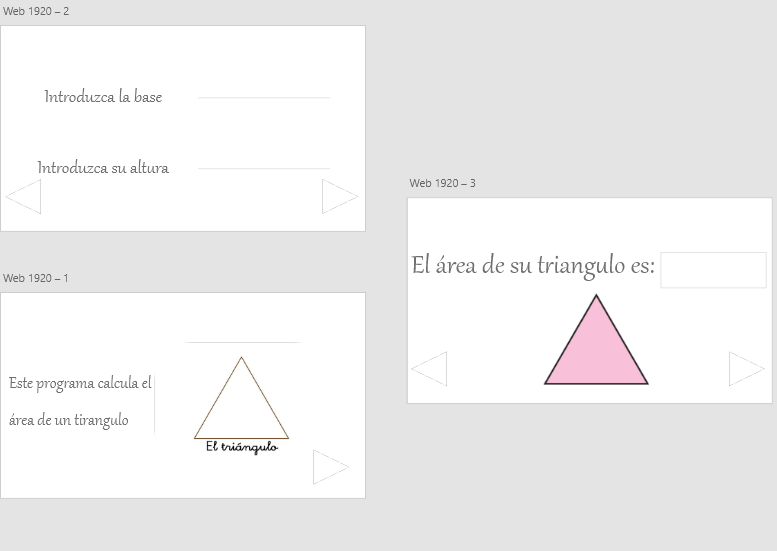 Web 1920 – 2
Introduzca la base
Introduzca su altura
Web 1920 – 1
Este programa calcula el
área de un tirangulo
El triángulo
Web 1920 – 3
El área de su triangulo es: